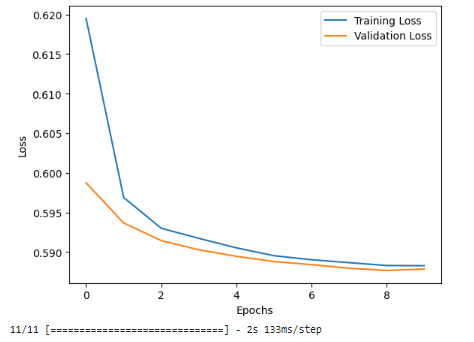 0.620
Training Loss
Validation Loss
0.615
0.610
0.605
Loss
0.600
0.595
0.590
0 2 4 6 8
Epochs
11/11 [==============================] - 2s 133ms/step